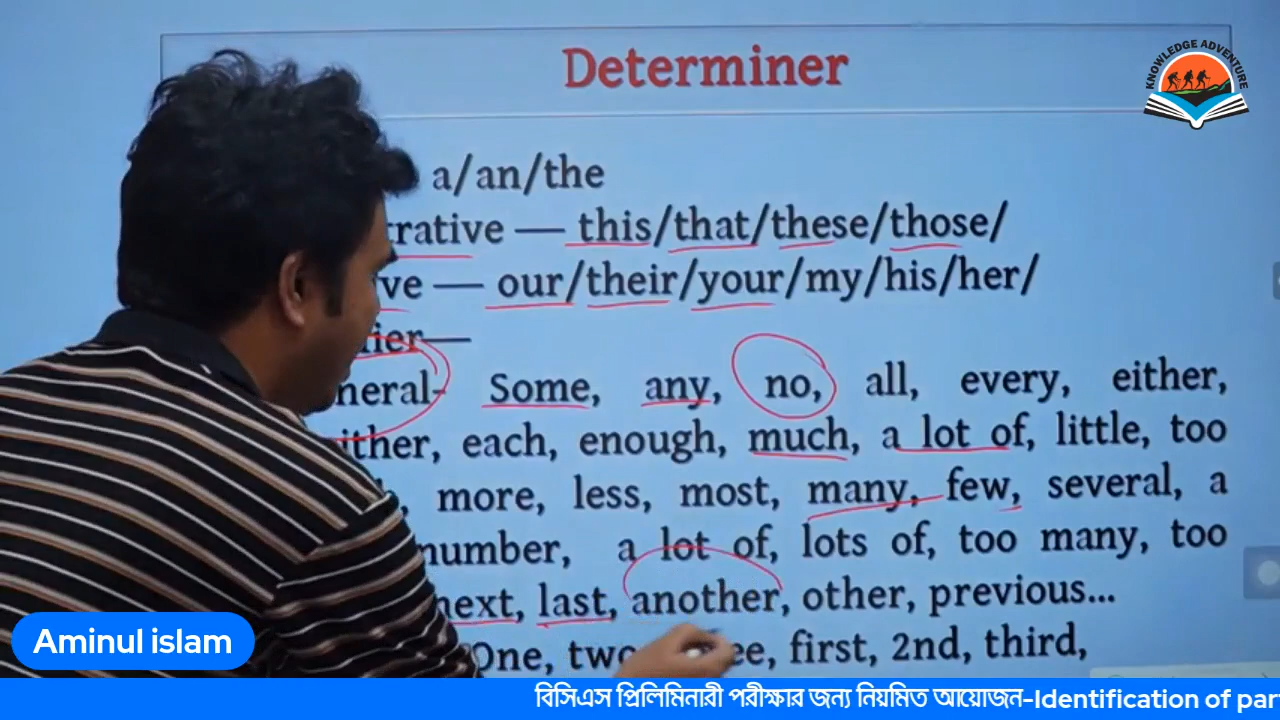 Determiner
KNOWLEDGE ADVENTURE
a/an/the
trative — this/that/these/those/
ve — our/their/your/my/his/her/
ier—
neral- Some, any, no, all, every, either,
ither, each, enough, much, a lot of, little, too
, more, less, most, many, few, several, a
number, a lot of, lots of, too many, too
next, last, another, other, previous...
One, two, ee, first, 2nd, third,
Aminul islam
বিসিএস প্রিলিমিনারী পরীক্ষার জন্য নিয়মিত আয়োজন-Identification of par